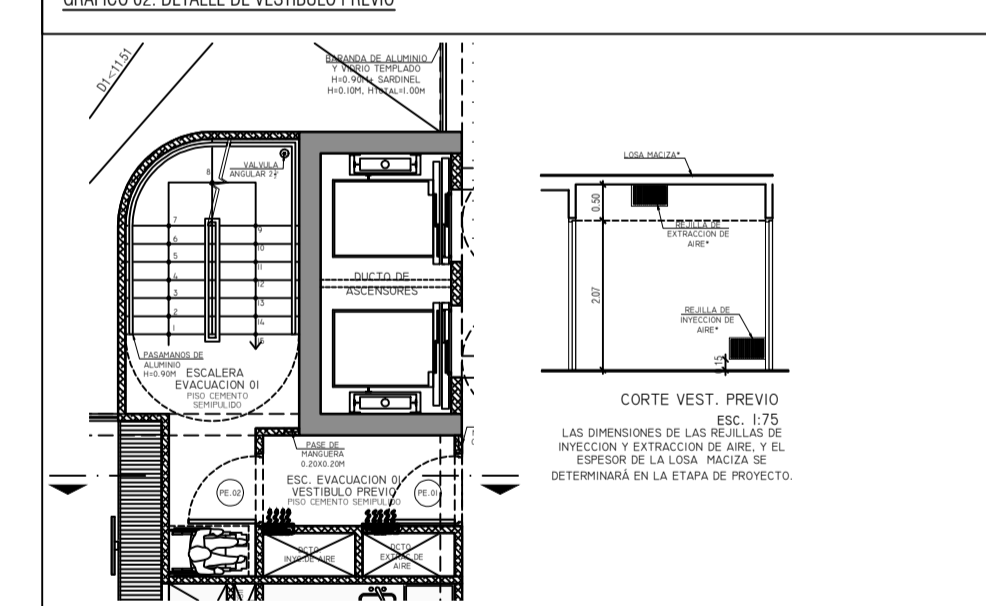 GRAFICO 02: DETALLE DE VESTIBULO PREVIO
D1<11.51
BARANDA DE ALUMINIO
Y VIDRIO TEMPLADO
H=0.90M+ SARDINEL
H=0.10M, HTOTAL=1.00M
VALVULA
ANGULAR 2½"
8
7
6
5
4
3
2
1
9
10
11
12
13
14
15
DUCTO DE
ASCENSORES
PASAMANOS DE
ALUMINIO
H=0.90M
ESCALERA
EVACUACION 01
PISO CEMENTO
SEMIPULIDO
PASE DE
MANGUERA
0.20X0.20M
ESC. EVACUACION 01
VESTIBULO PREVIO
PISO CEMENTO SEMIPULIDO
PE.02
PE.01
DCTO
INYC.DE AIRE
DCTO
EXTRAC.DE
AIRE
LOSA MACIZA*
0.50
REJILLA DE
EXTRACCION DE
AIRE*
2.07
REJILLA DE
INYECCION DE
AIRE*
0.15
CORTE VEST. PREVIO
ESC. 1:75
LAS DIMENSIONES DE LAS REJILLAS DE
INYECCION Y EXTRACCION DE AIRE, Y EL
ESPESOR DE LA LOSA MACIZA SE
DETERMINARÁ EN LA ETAPA DE PROYECTO.